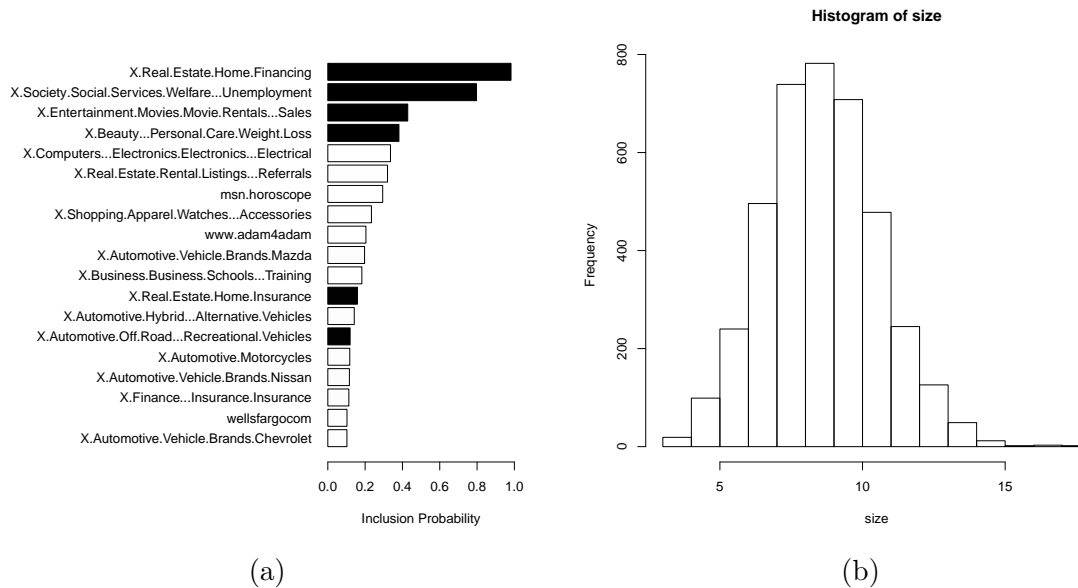 X.Real.Estate.Home.Financing
X.Society.Social.Services.Welfare...Unemployment
X.Entertainment.Movies.Movie.Rentals...Sales
X.Beauty...Personal.Care.Weight.Loss
X.Computers...Electronics.Electronics...Electrical
X.Real.Estate.Rental.Listings...Referrals
msn.horoscope
X.Shopping.Apparel.Watches...Accessories
www.adam4adam
X.Automotive.Vehicle.Brands.Mazda
X.Business.Business.Schools...Training
X.Real.Estate.Home.Insurance
X.Automotive.Hybrid...Alternative.Vehicles
X.Automotive.Off.Road...Recreational.Vehicles
X.Automotive.Motorcycles
X.Automotive.Vehicle.Brands.Nissan
X.Finance...Insurance.Insurance
wellsfargocom
X.Automotive.Vehicle.Brands.Chevrolet
0.0 0.2 0.4 0.6 0.8 1.0
Inclusion Probability
(a)
Histogram of size
Frequency
800
600
400
200
0
5 10 15
size
(b)